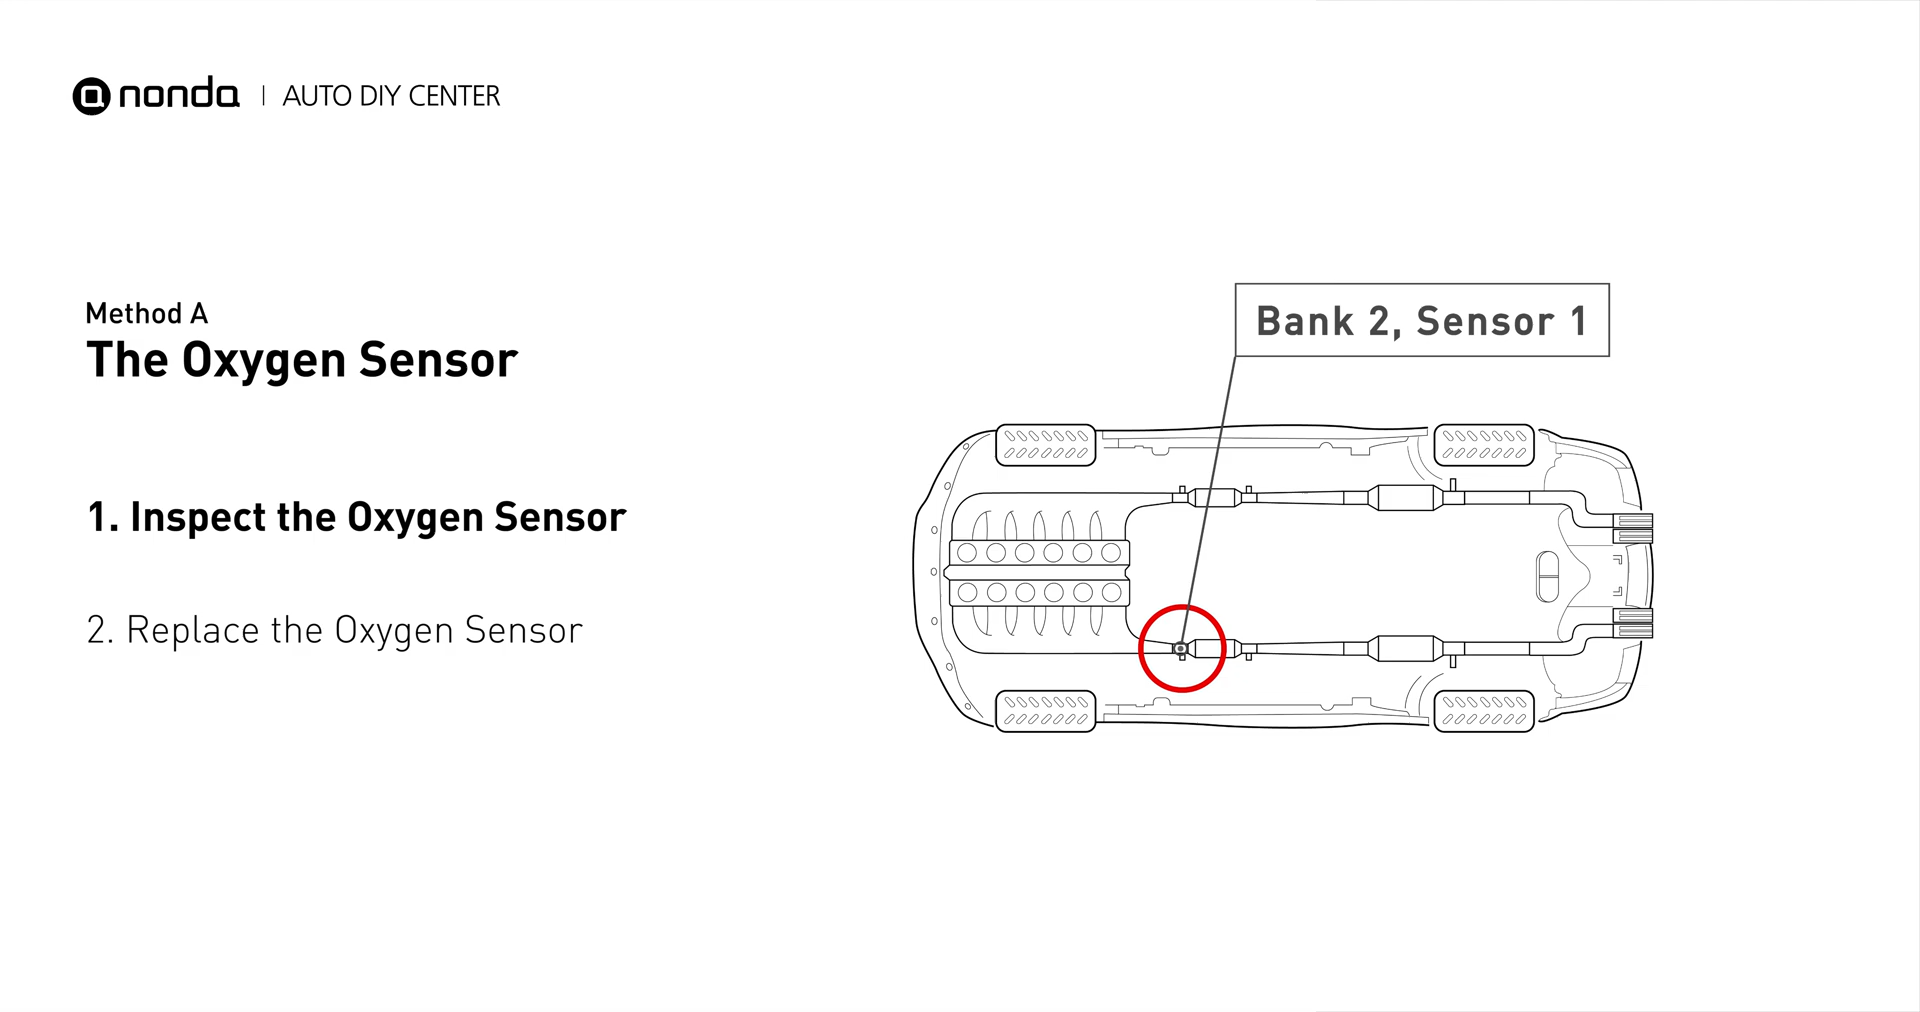 nonda | AUTO DIY CENTER
Method A
The Oxygen Sensor
Bank 2, Sensor 1
1. Inspect the Oxygen Sensor
2. Replace the Oxygen Sensor